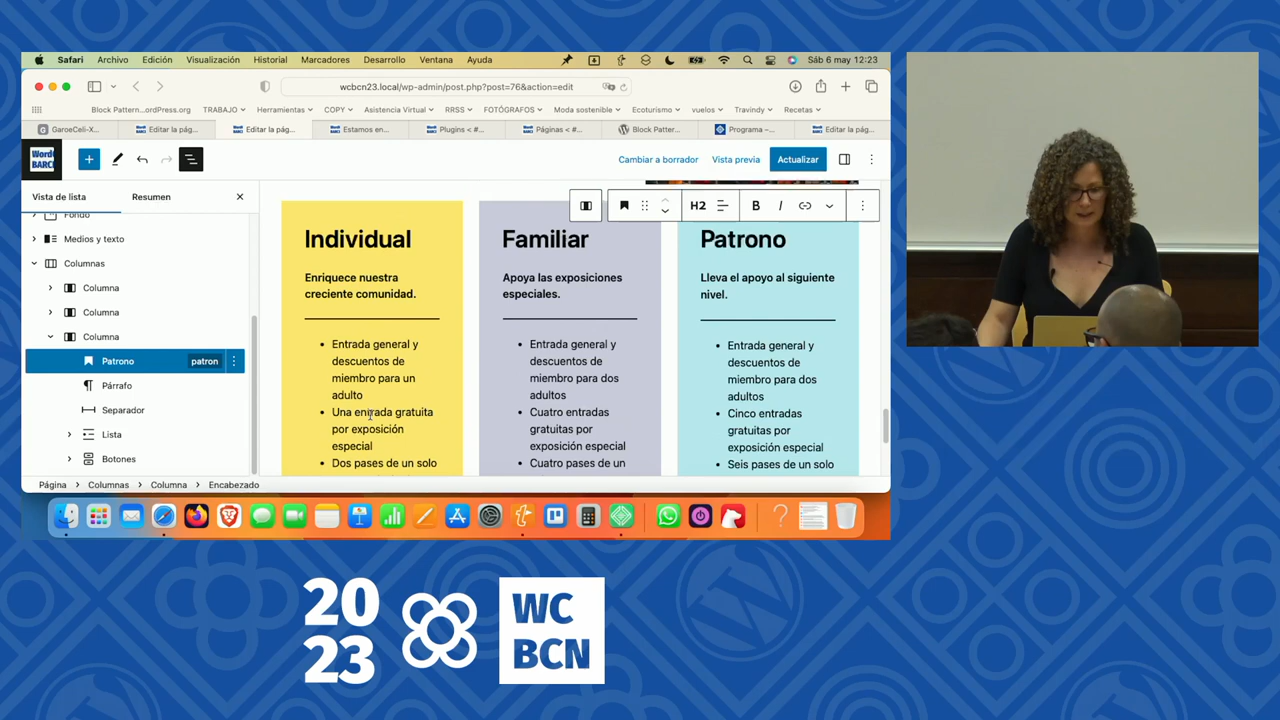 Safari Archivo Edición Visualización Historial Marcadores Desarrollo Ventana Ayuda Sáb 6 may 12:23
wcbcn23.local/wp-admin/post.php?post=76&action=edit
Block Pattern...ordPress.org TRABAJO Herramientas COPY Asistencia Virtual RRSS FOTÓGRAFOS Moda sostenible Ecoturismo vuelos Travindy Recetas
GaroeCeli-X... Editar la pág... Editar la pág... Estamos en... Plugins < #... Páginas < #... Block Patter... Programa –... Editar la pág...
Cambiar a borrador Vista previa Actualizar
Vista de lista Resumen
H2 B I
Fondo
Medios y texto
Columnas
Columna
Columna
Columna
Patrono patron
Párrafo
Separador
Lista
Botones
Individual
Enriquece nuestra
creciente comunidad.
Entrada general y
descuentos de
miembro para un
adulto
Una entrada gratuita
por exposición
especial
Dos pases de un solo
Familiar
Apoya las exposiciones
especiales.
Entrada general y
descuentos de
miembro para dos
adultos
Cuatro entradas
gratuitas por
exposición especial
Cuatro pases de un
Patrono
Lleva el apoyo al siguiente
nivel.
Entrada general y
descuentos de
miembro para dos
adultos
Cinco entradas
gratuitas por
exposición especial
Seis pases de un solo
Página Columnas Columna Encabezado
20
23
WC
BCN